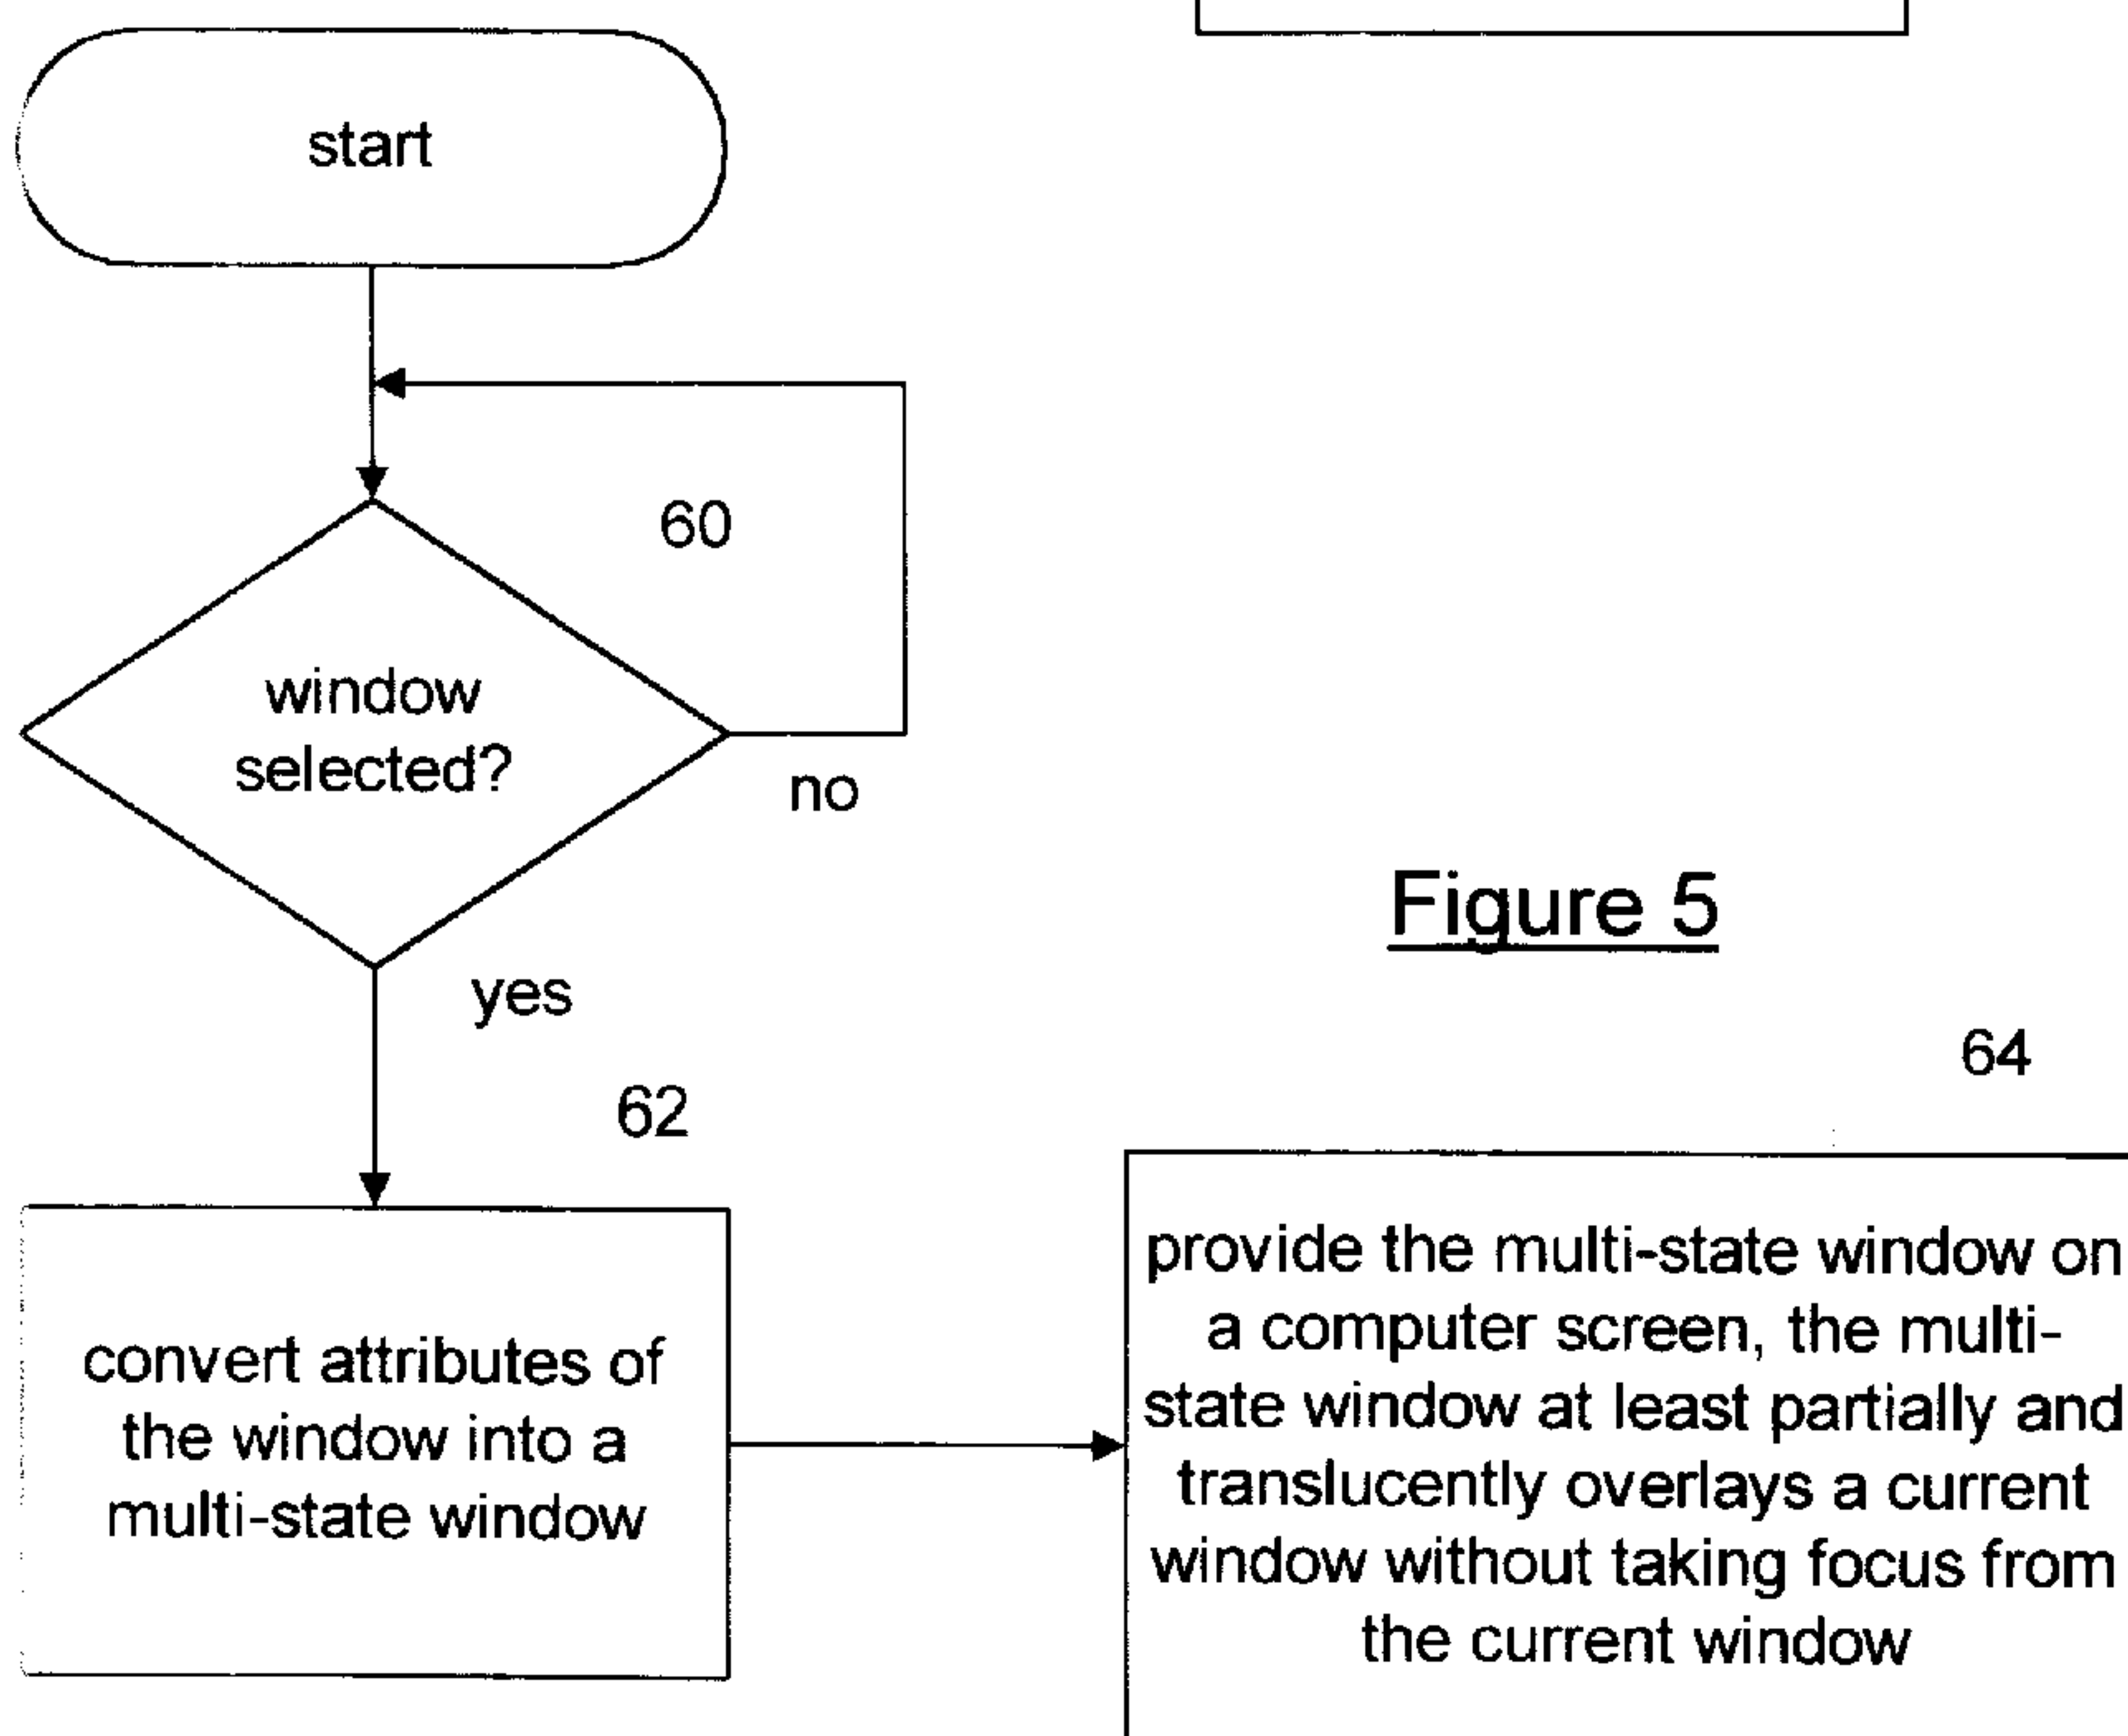 start
60
window
selected?
no
yes
Figure 5
62
64
convert attributes of
the window into a
multi-state window
provide the multi-state window on
a computer screen, the multi-
state window at least partially and
translucently overlays a current
window without taking focus from
the current window